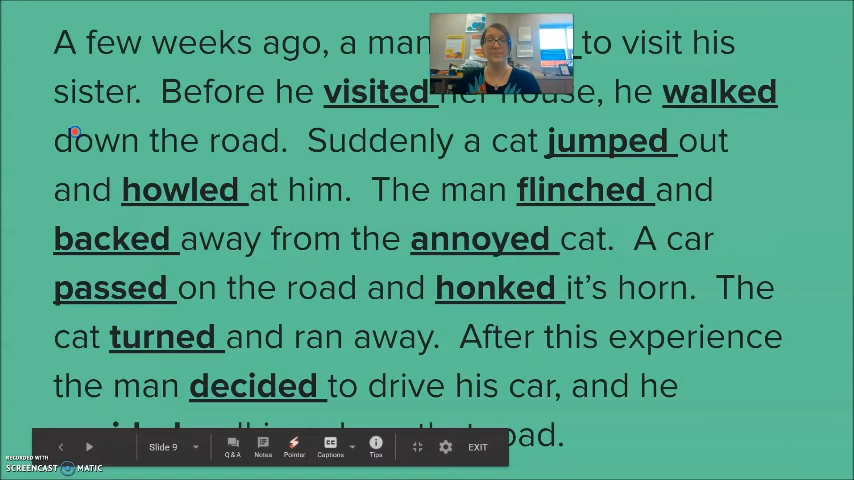 A few weeks ago, a man to visit his
sister. Before he visited her house, he walked
down the road. Suddenly a cat jumped out
and howled at him. The man flinched and
backed away from the annoyed cat. A car
passed on the road and honked it's horn. The
cat turned and ran away. After this experience
the man decided to drive his car, and he
that road.
Slide 9
Q & A
Notes
Pointer
CC
Captions
Tips
EXIT
RECORDED WITH
SCREENCAST MATIC